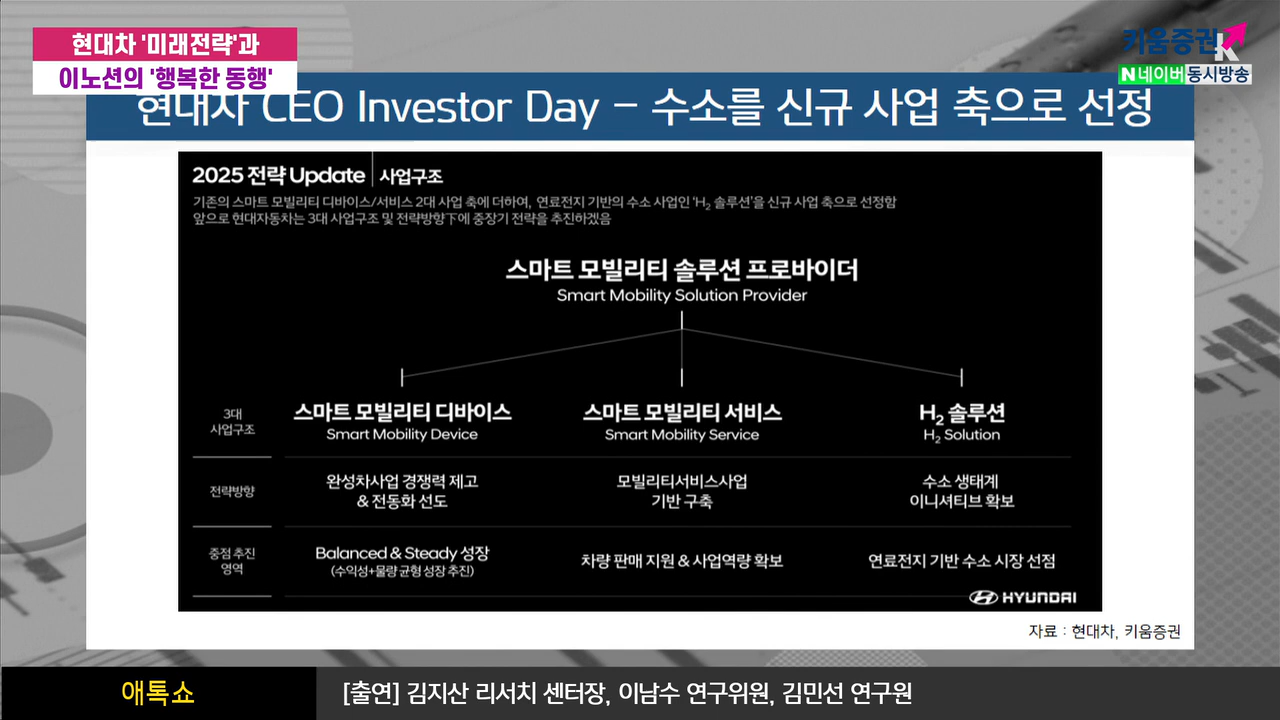 현대차 '미래전략'과
이노션의 '행복한 동행'
키움증권
N 네이버 동시방송
현대자 CEO Investor Day - 수소를 신규 사업 축으로 선정
2025 전략 Update | 사업구조
기존의 스마트 모빌리티 디바이스/서비스 2대 사업 축에 더하여, 연료전지 기반의 수소 사업인 'H₂ 솔루션'을 신규 사업 축으로 선정함
앞으로 현대자동차는 3대 사업구조 및 전략방향下에 중장기 전략을 추진하겠음
스마트 모빌리티 솔루션 프로바이더
Smart Mobility Solution Provider
3대
사업구조
스마트 모빌리티 디바이스
Smart Mobility Device
스마트 모빌리티 서비스
Smart Mobility Service
H₂ 솔루션
H₂ Solution
전략방향
완성차사업 경쟁력 제고
& 전동화 선도
모빌리티서비스사업
기반 구축
수소 생태계
이니셔티브 확보
중점 추진
영역
Balanced & Steady 성장
(수익성+물량 균형 성장 추진)
차량 판매 지원 & 사업역량 확보
연료전지 기반 수소 시장 선점
HYUNDAI
자료 : 현대차, 키움증권
애톡쇼
[출연] 김지산 리서치 센터장, 이남수 연구위원, 김민선 연구원